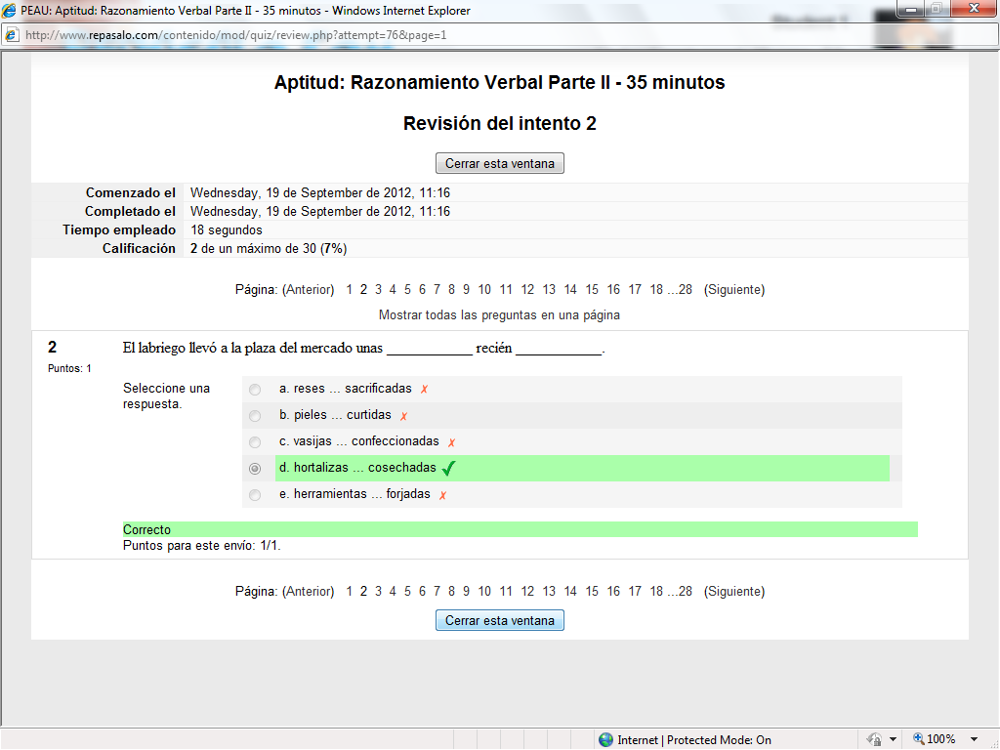 PEAU: Aptitud: Razonamiento Verbal Parte II - 35 minutos - Windows Internet Explorer
http://www.repasalo.com/contenido/mod/quiz/review.php?attempt=76&page=1
Aptitud: Razonamiento Verbal Parte II - 35 minutos
Revisión del intento 2
Cerrar esta ventana
Comenzado el Wednesday, 19 de September de 2012, 11:16
Completado el Wednesday, 19 de September de 2012, 11:16
Tiempo empleado 18 segundos
Calificación 2 de un máximo de 30 (7%)
Página: (Anterior) 1 2 3 4 5 6 7 8 9 10 11 12 13 14 15 16 17 18 ...28 (Siguiente)
Mostrar todas las preguntas en una página
2 El labriego llevó a la plaza del mercado unas ____________ recién ____________.
Puntos: 1
Seleccione una respuesta.
a. reses ... sacrificadas ✗
b. pieles ... curtidas ✗
c. vasijas ... confeccionadas ✗
d. hortalizas ... cosechadas ✓
e. herramientas ... forjadas ✗
Correcto
Puntos para este envío: 1/1.
Página: (Anterior) 1 2 3 4 5 6 7 8 9 10 11 12 13 14 15 16 17 18 ...28 (Siguiente)
Cerrar esta ventana
Internet | Protected Mode: On 100%